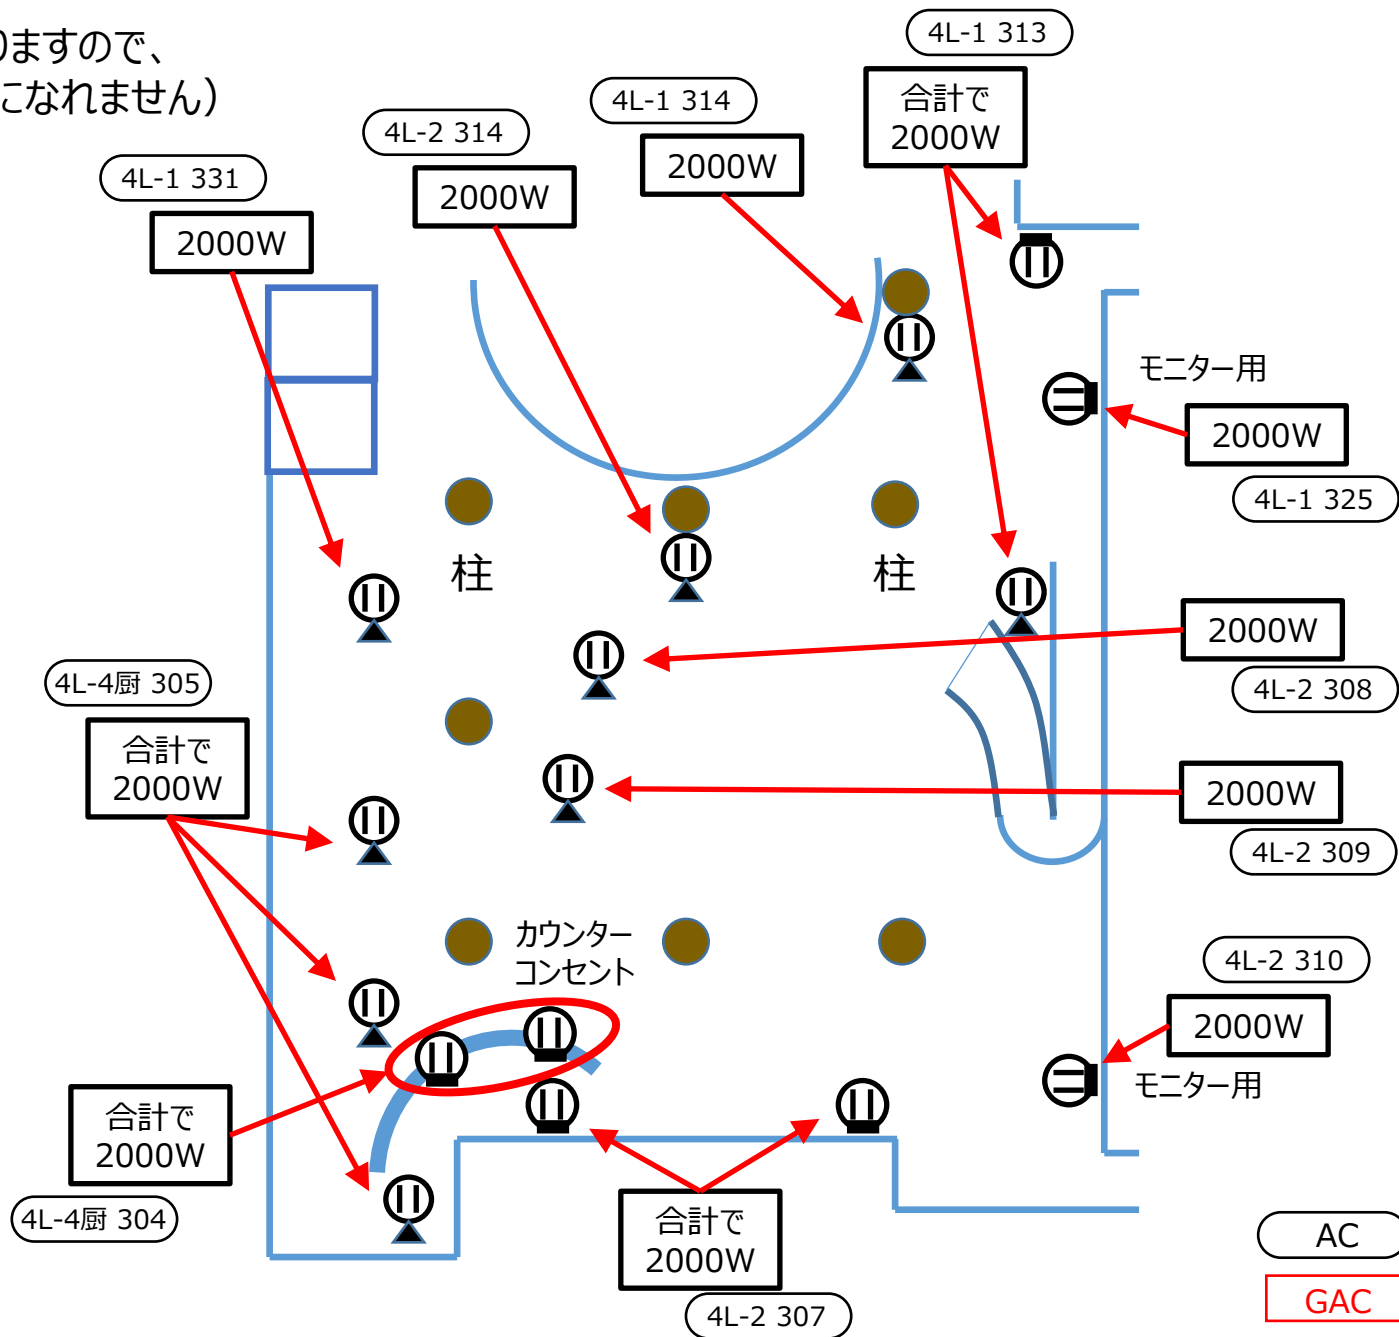 りますので、
になれません）
4L-1 313
合計で
2000W
4L-1 314
2000W
4L-2 314
2000W
4L-1 331
2000W
モニター用
2000W
4L-1 325
柱
柱
2000W
4L-2 308
4L-4厨 305
合計で
2000W
2000W
4L-2 309
カウンター
コンセント
4L-2 310
2000W
モニター用
合計で
2000W
4L-4厨 304
合計で
2000W
4L-2 307
AC
GAC